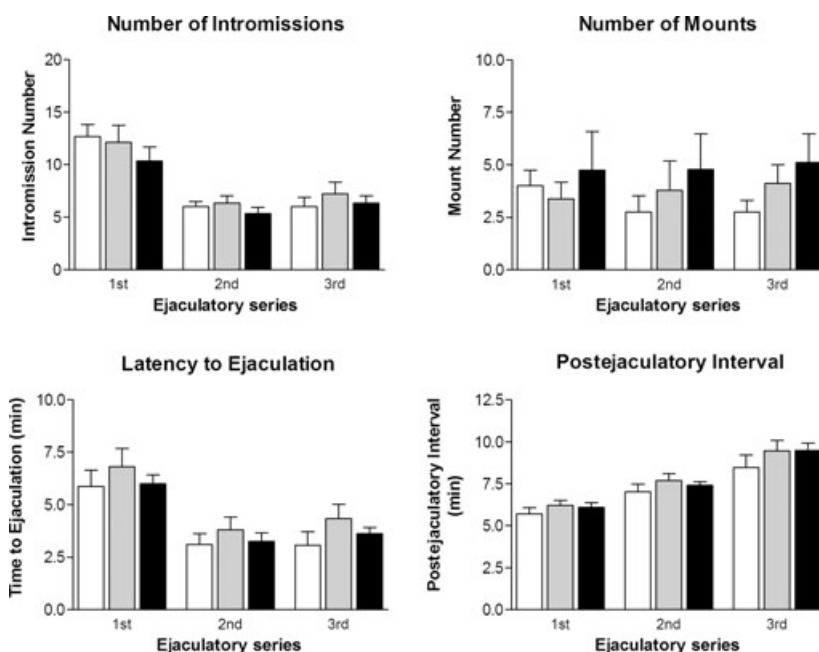 Number of Intromissions
20
15
10
5
0
Intromission Number
1st
2nd
3rd
Ejaculatory series
Number of Mounts
10.0
7.5
5.0
2.5
0.0
Mount Number
1st
2nd
3rd
Ejaculatory series
Latency to Ejaculation
10.0
7.5
5.0
2.5
0.0
Time to Ejaculation (min)
1st
2nd
3rd
Ejaculatory series
Postejaculatory Interval
12.5
10.0
7.5
5.0
2.5
0.0
Postejaculatory Interval
(min)
1st
2nd
3rd
Ejaculatory series